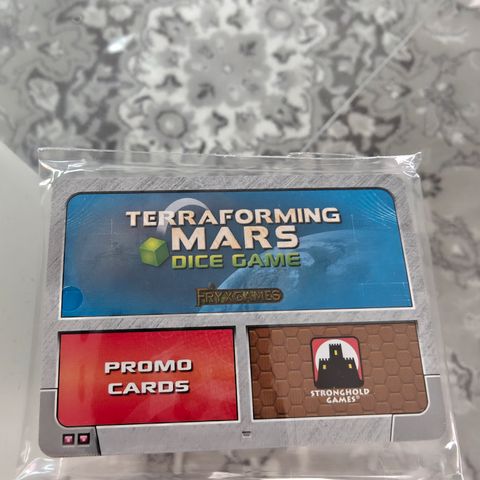 TERRAFORMING
MARS
DICE GAME
FRYXGAMES
PROMO
CARDS
STRONGHOLD
GAMES®